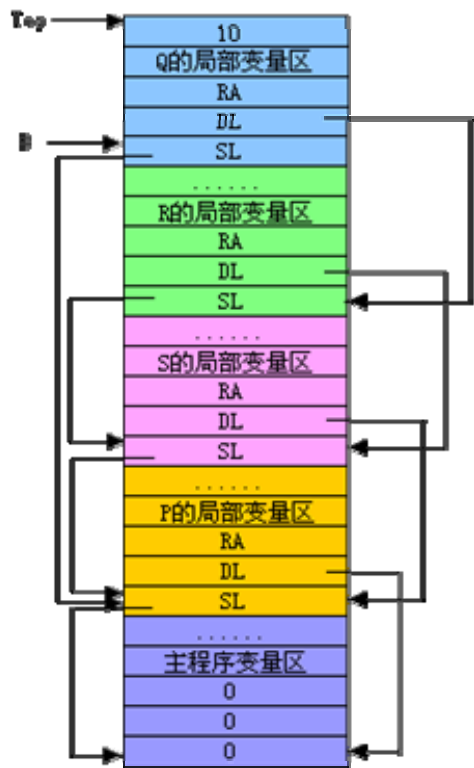 Top
10
Q的局部变量区
RA
DL
B
SL
......
R的局部变量区
RA
DL
SL
......
S的局部变量区
RA
DL
SL
......
P的局部变量区
RA
DL
SL
......
主程序变量区
0
0
0